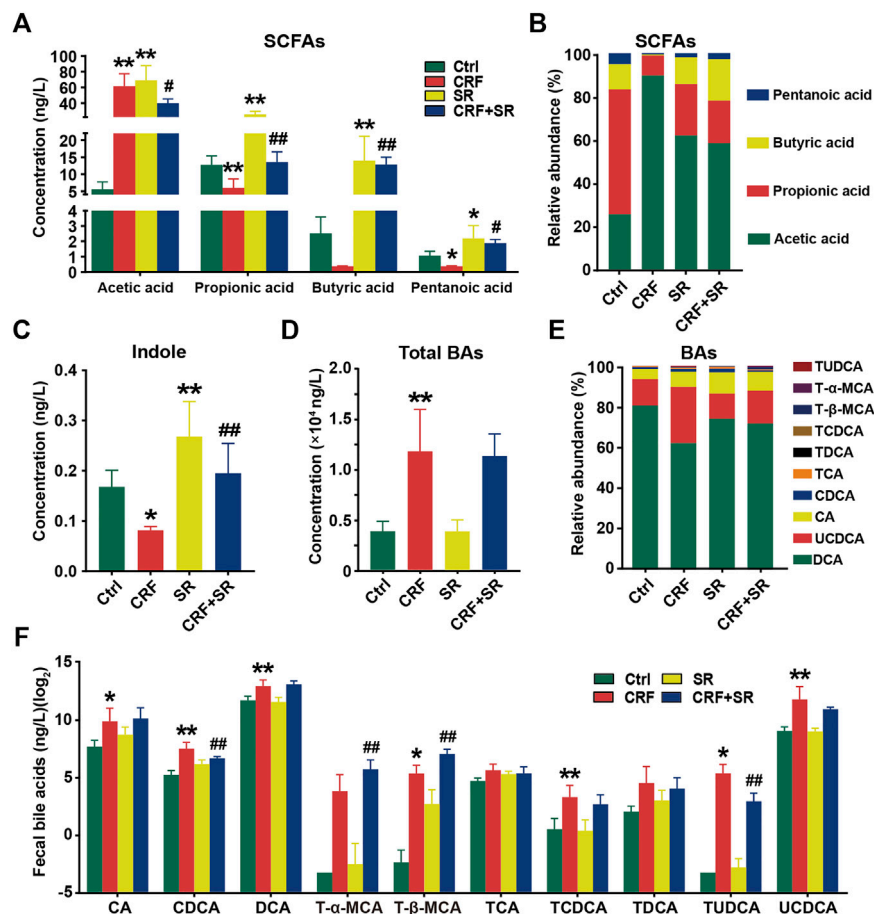 A
SCFAs
Concentration (ng/L)
100
80
60
40
20
15
10
5
4
3
2
1
0
** ** #
** ** ##
** ##
* * #
Ctrl
CRF
SR
CRF+SR
Acetic acid Propionic acid Butyric acid Pentanoic acid
B
SCFAs
Relative abundance (%)
100
80
60
40
20
0
Ctrl CRF SR CRF+SR
Pentanoic acid
Butyric acid
Propionic acid
Acetic acid
C
Indole
Concentration (ng/L)
0.4
0.3
0.2
0.1
0.0
* ** ##
Ctrl CRF SR CRF+SR
D
Total BAs
Concentration (×10⁴ ng/L)
2.0
1.5
1.0
0.5
0
**
Ctrl CRF SR CRF+SR
E
BAs
Relative abundance (%)
100
80
60
40
20
0
Ctrl CRF SR CRF+SR
TUDCA
T-α-MCA
T-β-MCA
TCDCA
TDCA
TCA
CDCA
CA
UCDCA
DCA
F
Fecal bile acids (ng/L)(log₂)
15
10
5
0
-5
* ** ## ** ## * ## ** * ## **
Ctrl SR
CRF CRF+SR
CA CDCA DCA T-α-MCA T-β-MCA TCA TCDCA TDCA TUDCA UCDCA